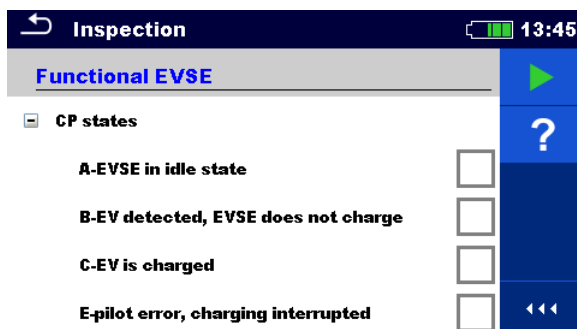 Inspection 13:45
Functional EVSE
CP states
?
A-EVSE in idle state
B-EV detected, EVSE does not charge
C-EV is charged
E-pilot error, charging interrupted